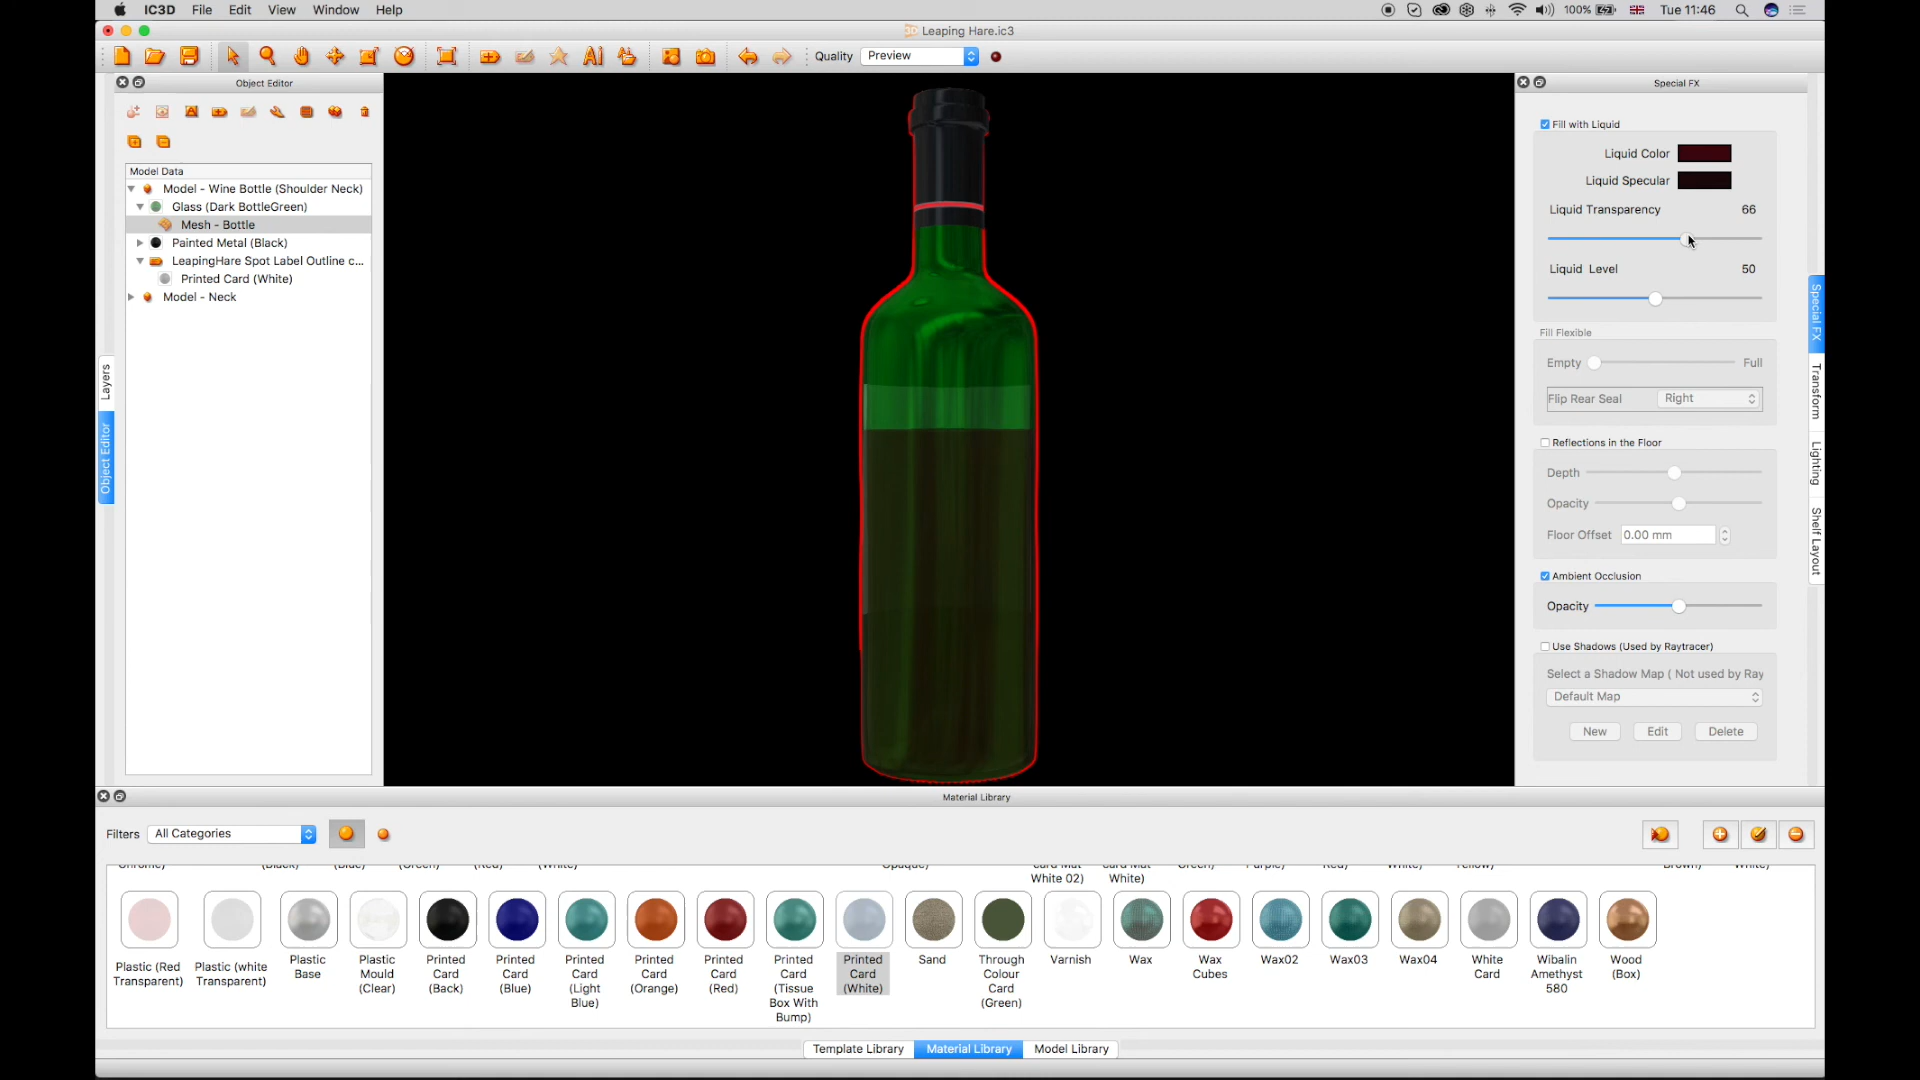 IC3D File Edit View Window Help 100% Tue 11:46
Leaping Hare.ic3
Quality Preview
Object Editor
Model Data
Model - Wine Bottle (Shoulder Neck)
Glass (Dark BottleGreen)
Mesh - Bottle
Painted Metal (Black)
LeapingHare Spot Label Outline c...
Printed Card (White)
Model - Neck
Layers
Object Editor
Special FX
Fill with Liquid
Liquid Color
Liquid Specular
Liquid Transparency 66
Liquid Level 50
Fill Flexible
Empty Full
Flip Rear Seal Right
Reflections in the Floor
Depth
Opacity
Floor Offset 0.00 mm
Ambient Occlusion
Opacity
Use Shadows (Used by Raytracer)
Select a Shadow Map ( Not used by Ray
Default Map
New Edit Delete
Special FX
Transform
Lighting
Shelf Layout
Material Library
Filters All Categories
White 02) White)
Plastic (Red Transparent)
Plastic (white Transparent)
Plastic Base
Plastic Mould (Clear)
Printed Card (Back)
Printed Card (Blue)
Printed Card (Light Blue)
Printed Card (Orange)
Printed Card (Red)
Printed Card (Tissue Box With Bump)
Printed Card (White)
Sand
Through Colour Card (Green)
Varnish
Wax
Wax Cubes
Wax02
Wax03
Wax04
White Card
Wibalin Amethyst 580
Wood (Box)
Template Library Material Library Model Library